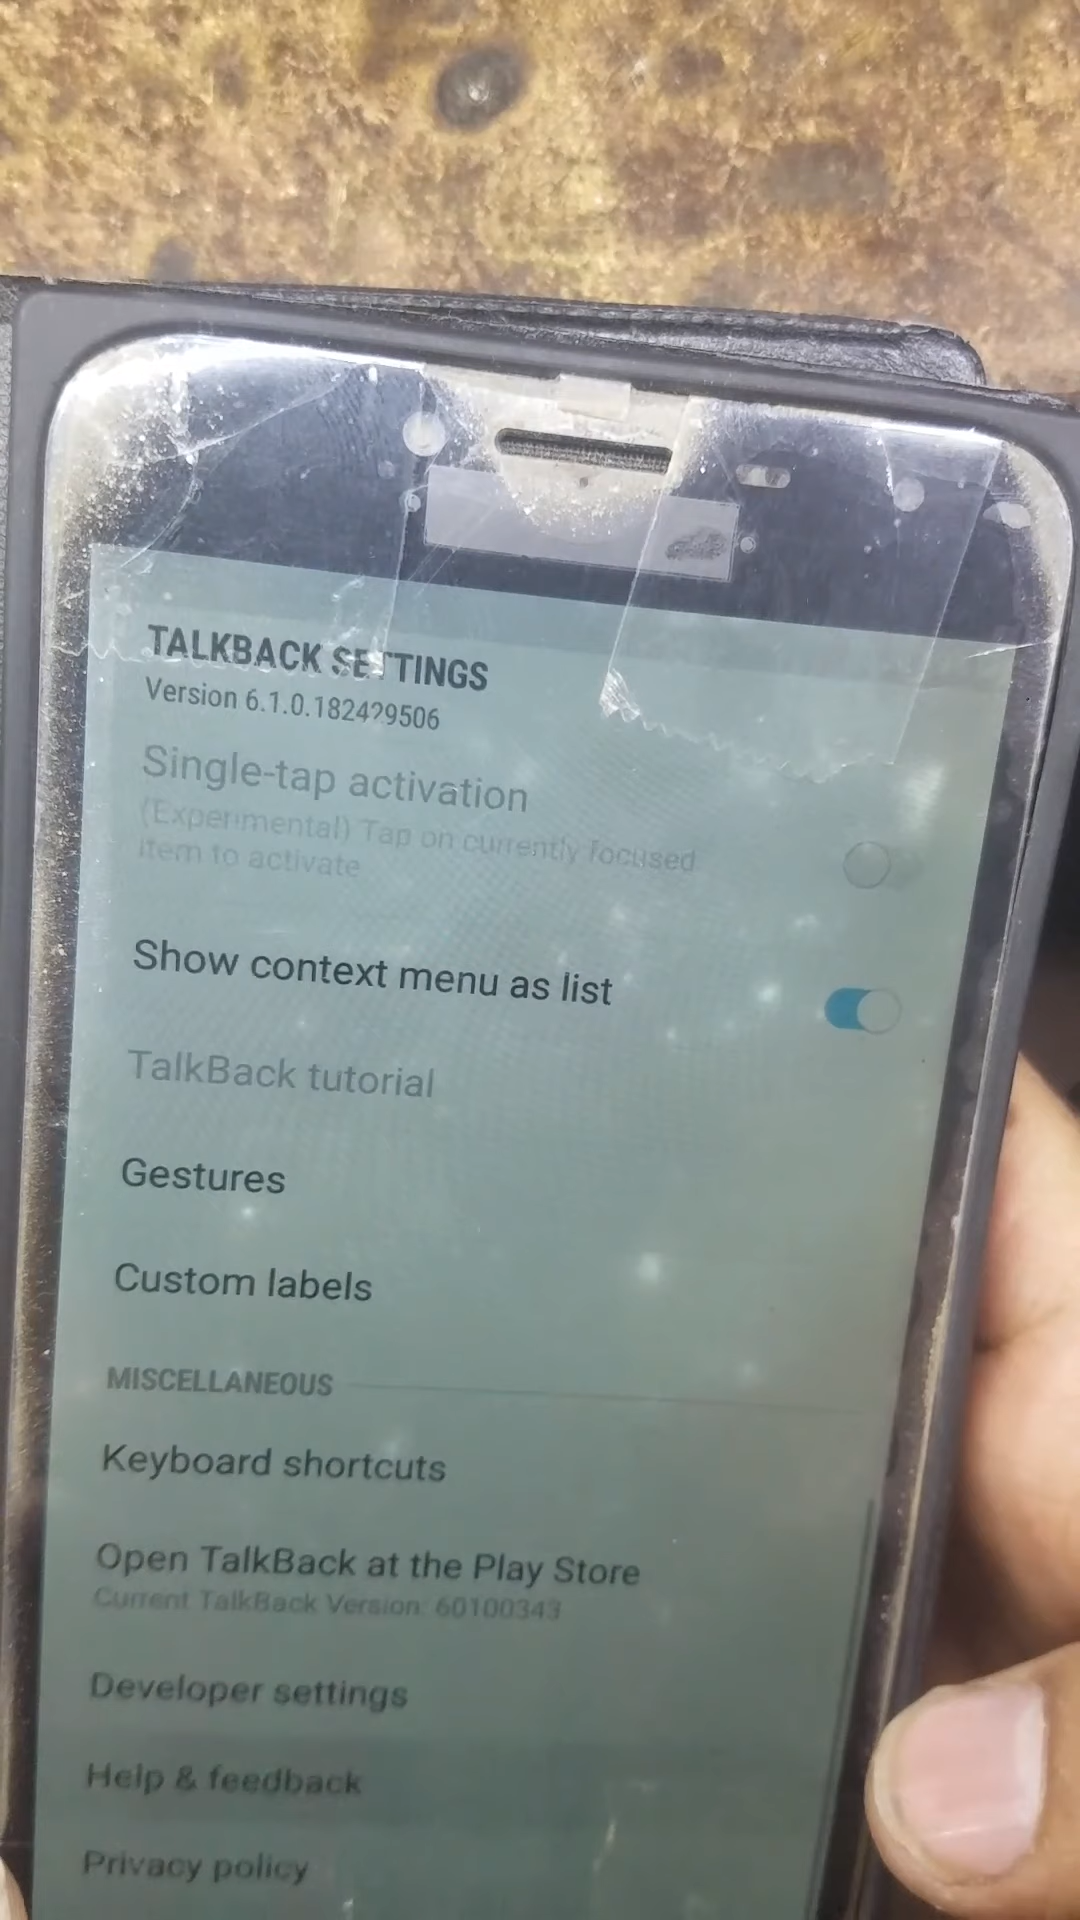 TALKBACK SETTINGS
Version 6.1.0.182429506
Single-tap activation
(Experimental) Tap on currently focused
item to activate
Show context menu as list
TalkBack tutorial
Gestures
Custom labels
MISCELLANEOUS
Keyboard shortcuts
Open TalkBack at the Play Store
Current TalkBack Version: 60100343
Developer settings
Help & feedback
Privacy policy